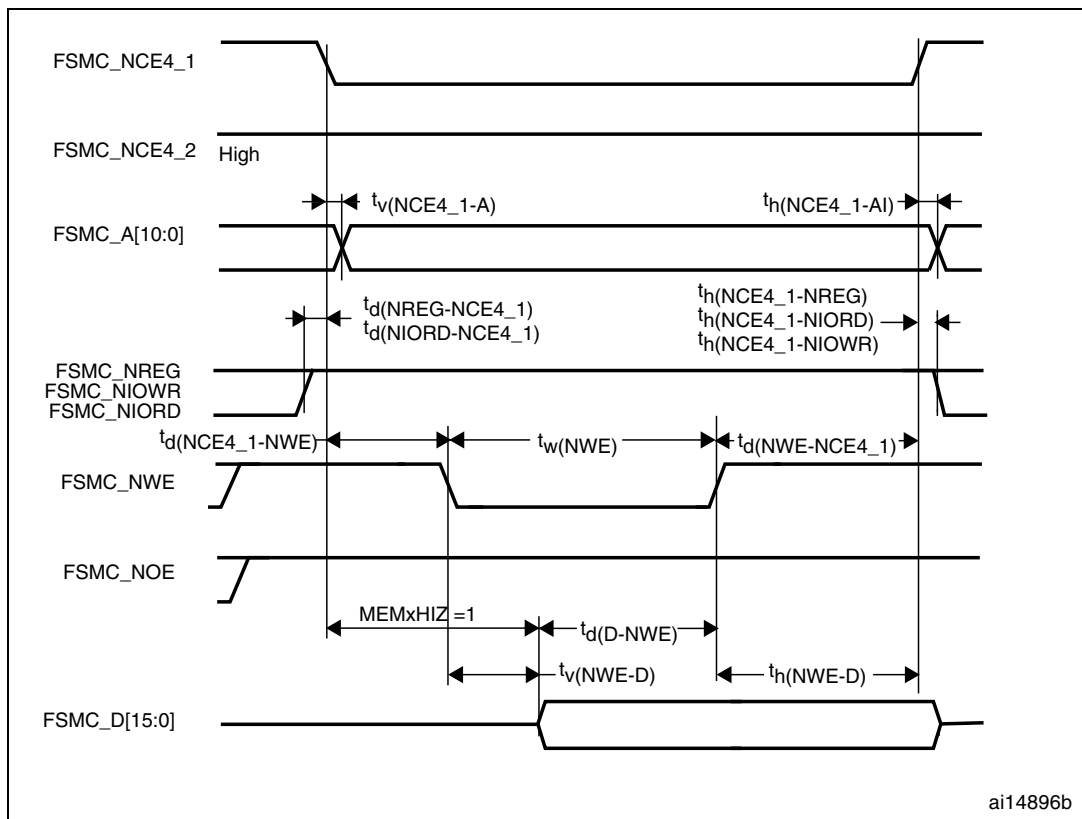 FSMC_NCE4_1
FSMC_NCE4_2 High
tv(NCE4_1-A) th(NCE4_1-AI)
FSMC_A[10:0]
td(NREG-NCE4_1)
td(NIORD-NCE4_1)
th(NCE4_1-NREG)
th(NCE4_1-NIORD)
th(NCE4_1-NIOWR)
FSMC_NREG
FSMC_NIOWR
FSMC_NIORD
td(NCE4_1-NWE) tw(NWE) td(NWE-NCE4_1)
FSMC_NWE
FSMC_NOE
MEMxHIZ =1
td(D-NWE)
tv(NWE-D) th(NWE-D)
FSMC_D[15:0]
ai14896b